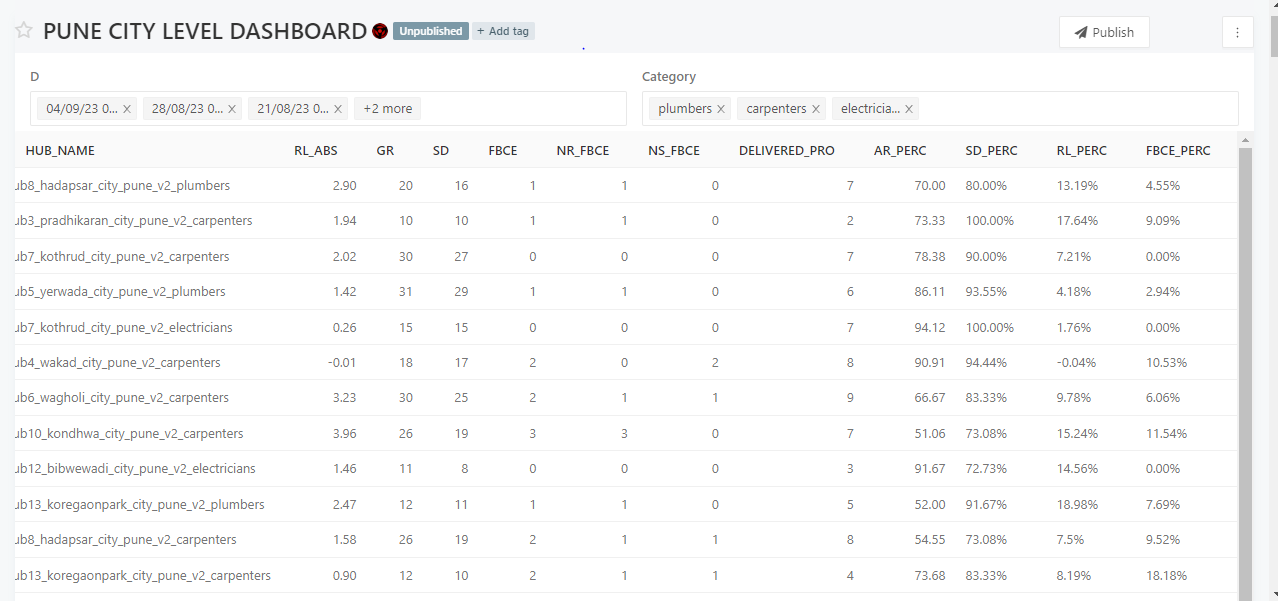 PUNE CITY LEVEL DASHBOARD Unpublished + Add tag Publish
D Category
04/09/23 0... × 28/08/23 0... × 21/08/23 0... × +2 more plumbers × carpenters × electricia... ×
HUB_NAME RL_ABS GR SD FBCE NR_FBCE NS_FBCE DELIVERED_PRO AR_PERC SD_PERC RL_PERC FBCE_PERC
ub8_hadapsar_city_pune_v2_plumbers 2.90 20 16 1 1 0 7 70.00 80.00% 13.19% 4.55%
ub3_pradhikaran_city_pune_v2_carpenters 1.94 10 10 1 1 0 2 73.33 100.00% 17.64% 9.09%
ub7_kothrud_city_pune_v2_carpenters 2.02 30 27 0 0 0 7 78.38 90.00% 7.21% 0.00%
ub5_yerwada_city_pune_v2_plumbers 1.42 31 29 1 1 0 6 86.11 93.55% 4.18% 2.94%
ub7_kothrud_city_pune_v2_electricians 0.26 15 15 0 0 0 7 94.12 100.00% 1.76% 0.00%
ub4_wakad_city_pune_v2_carpenters -0.01 18 17 2 0 2 8 90.91 94.44% -0.04% 10.53%
ub6_wagholi_city_pune_v2_carpenters 3.23 30 25 2 1 1 9 66.67 83.33% 9.78% 6.06%
ub10_kondhwa_city_pune_v2_carpenters 3.96 26 19 3 3 0 7 51.06 73.08% 15.24% 11.54%
ub12_bibwewadi_city_pune_v2_electricians 1.46 11 8 0 0 0 3 91.67 72.73% 14.56% 0.00%
ub13_koregaonpark_city_pune_v2_plumbers 2.47 12 11 1 1 0 5 52.00 91.67% 18.98% 7.69%
ub8_hadapsar_city_pune_v2_carpenters 1.58 26 19 2 1 1 8 54.55 73.08% 7.5% 9.52%
ub13_koregaonpark_city_pune_v2_carpenters 0.90 12 10 2 1 1 4 73.68 83.33% 8.19% 18.18%